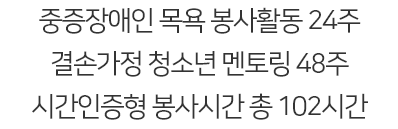 중증장애인 목욕 봉사활동 24주
결손가정 청소년 멘토링 48주
시간인증형 봉사시간 총 102시간